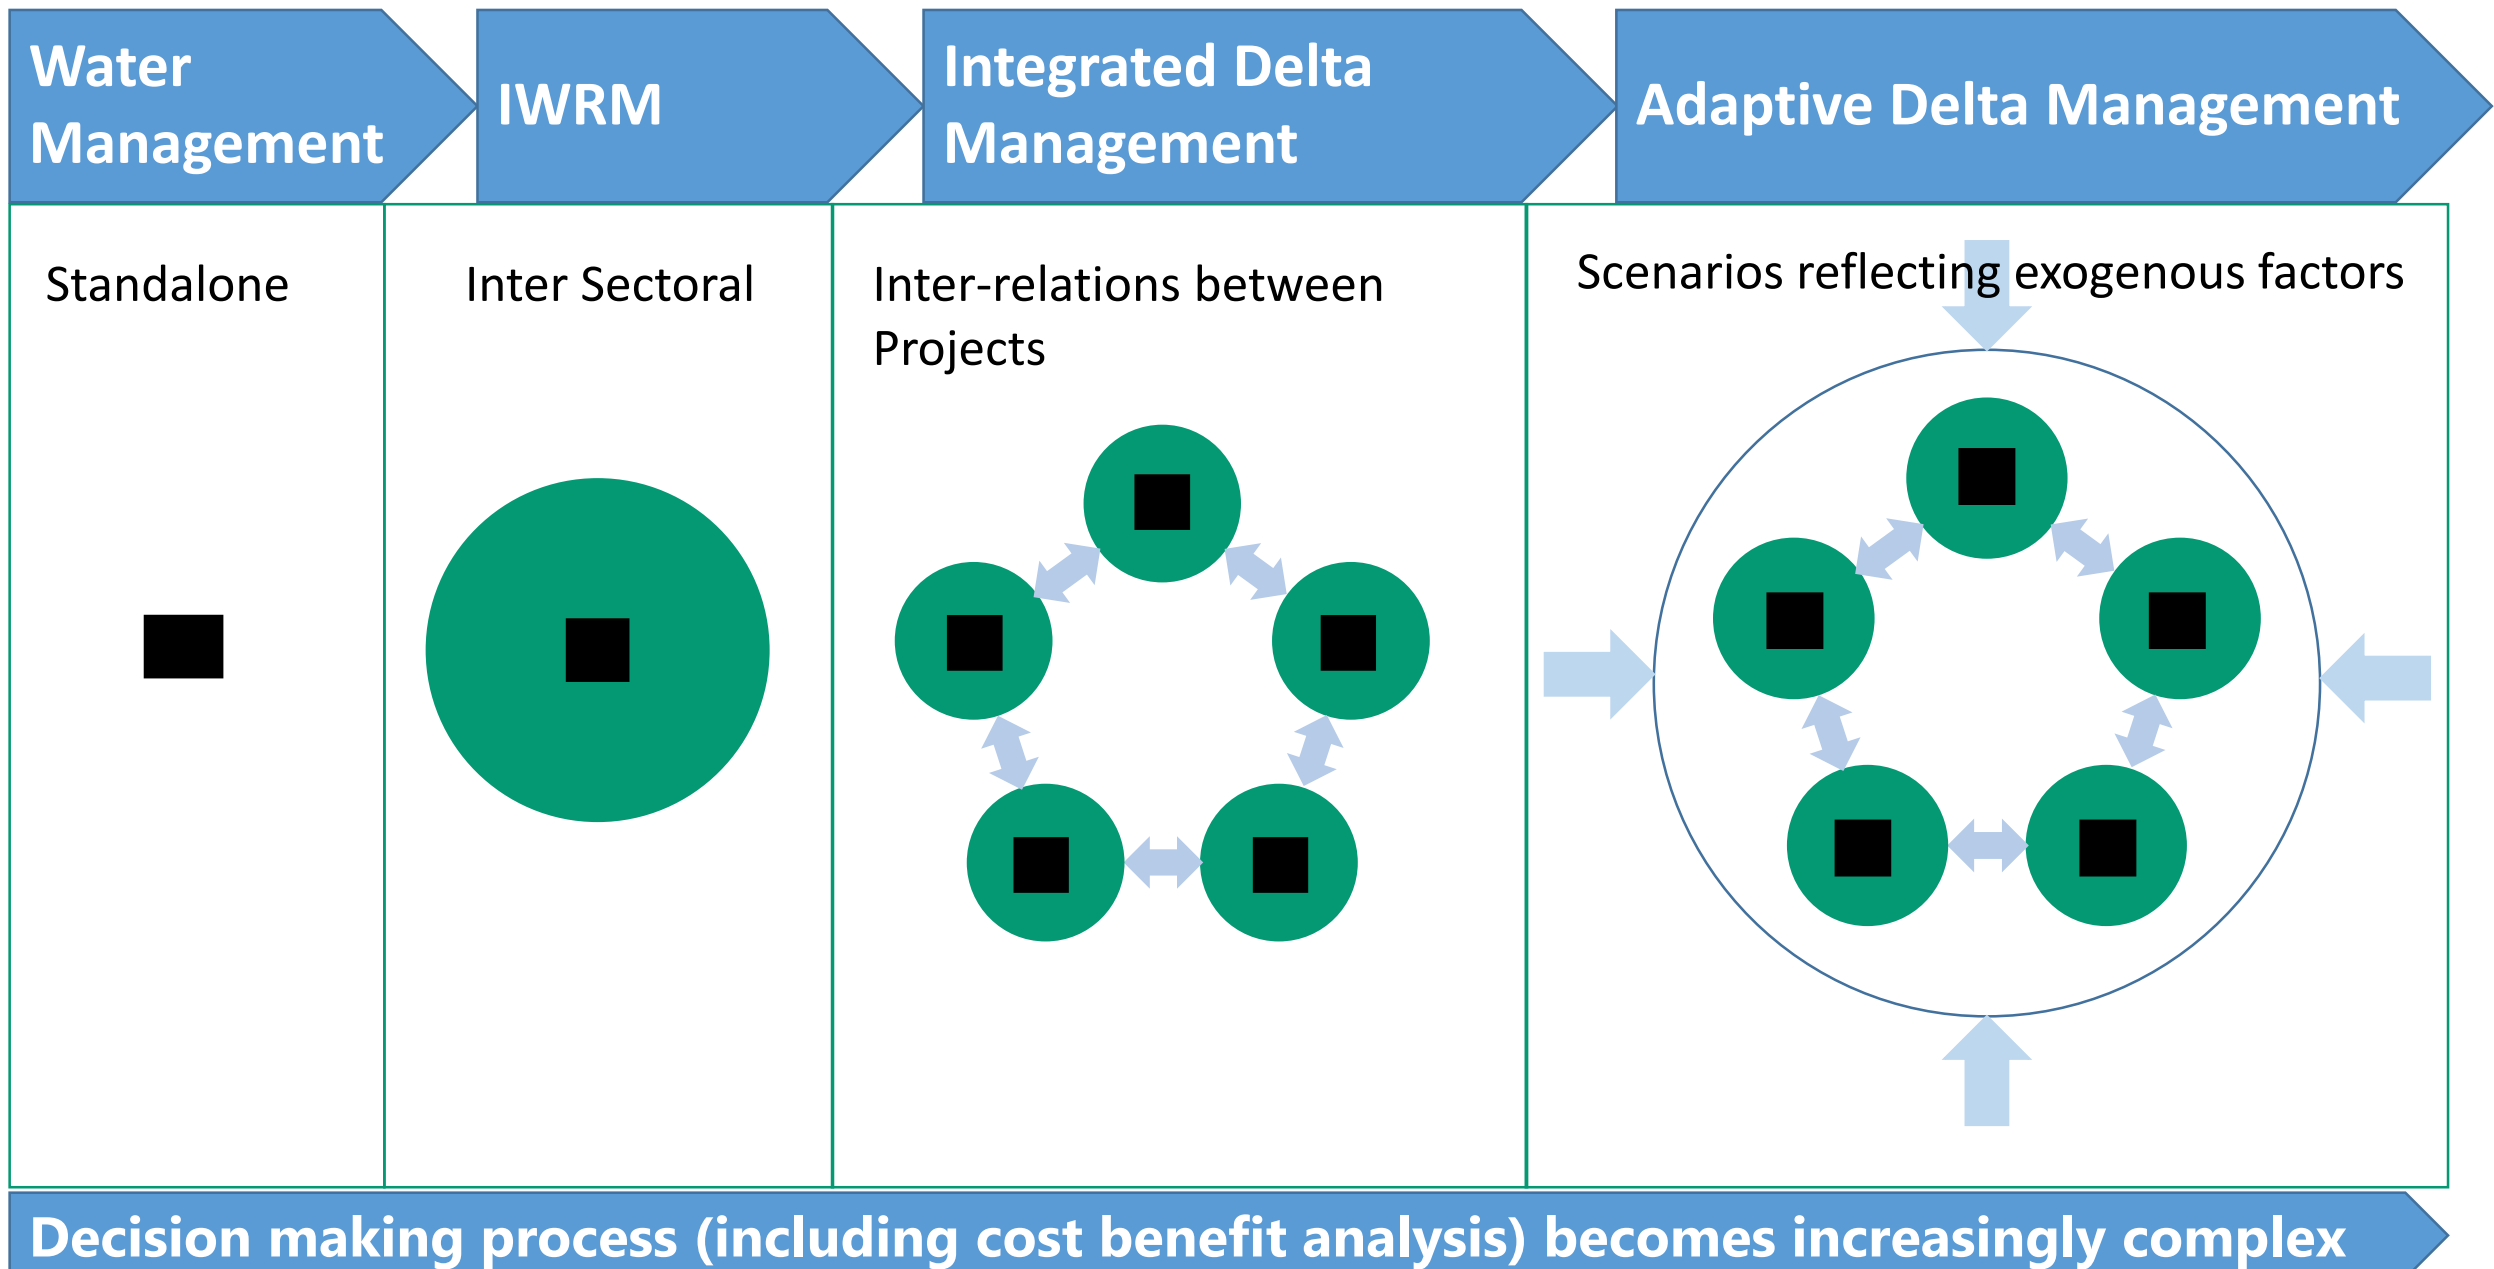 Water
Management
IWRM
Integrated Delta
Management
Adaptive Delta Management
Standalone
Inter Sectoral
Inter-relations between
Projects
Scenarios reflecting exogenous factors
Decision making process (including cost benefit analysis) becomes increasingly complex